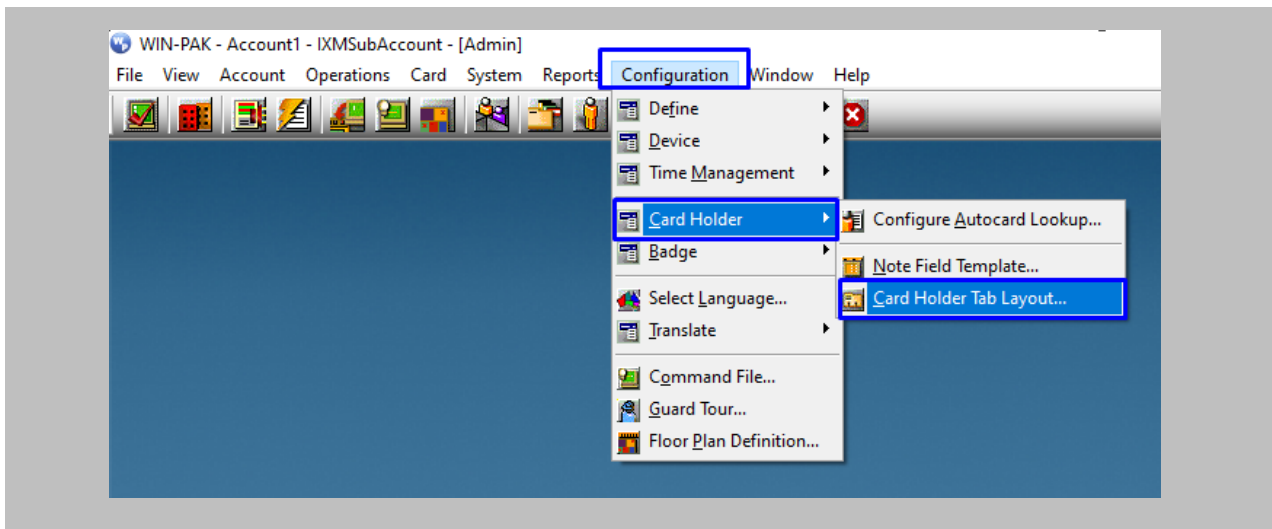 WIN-PAK - Account1 - IXMSubAccount - [Admin]
File View Account Operations Card System Reports Configuration Window Help
Define
Device
Time Management
Card Holder
Configure Autocard Lookup...
Badge
Note Field Template...
Select Language...
Card Holder Tab Layout...
Translate
Command File...
Guard Tour...
Floor Plan Definition...